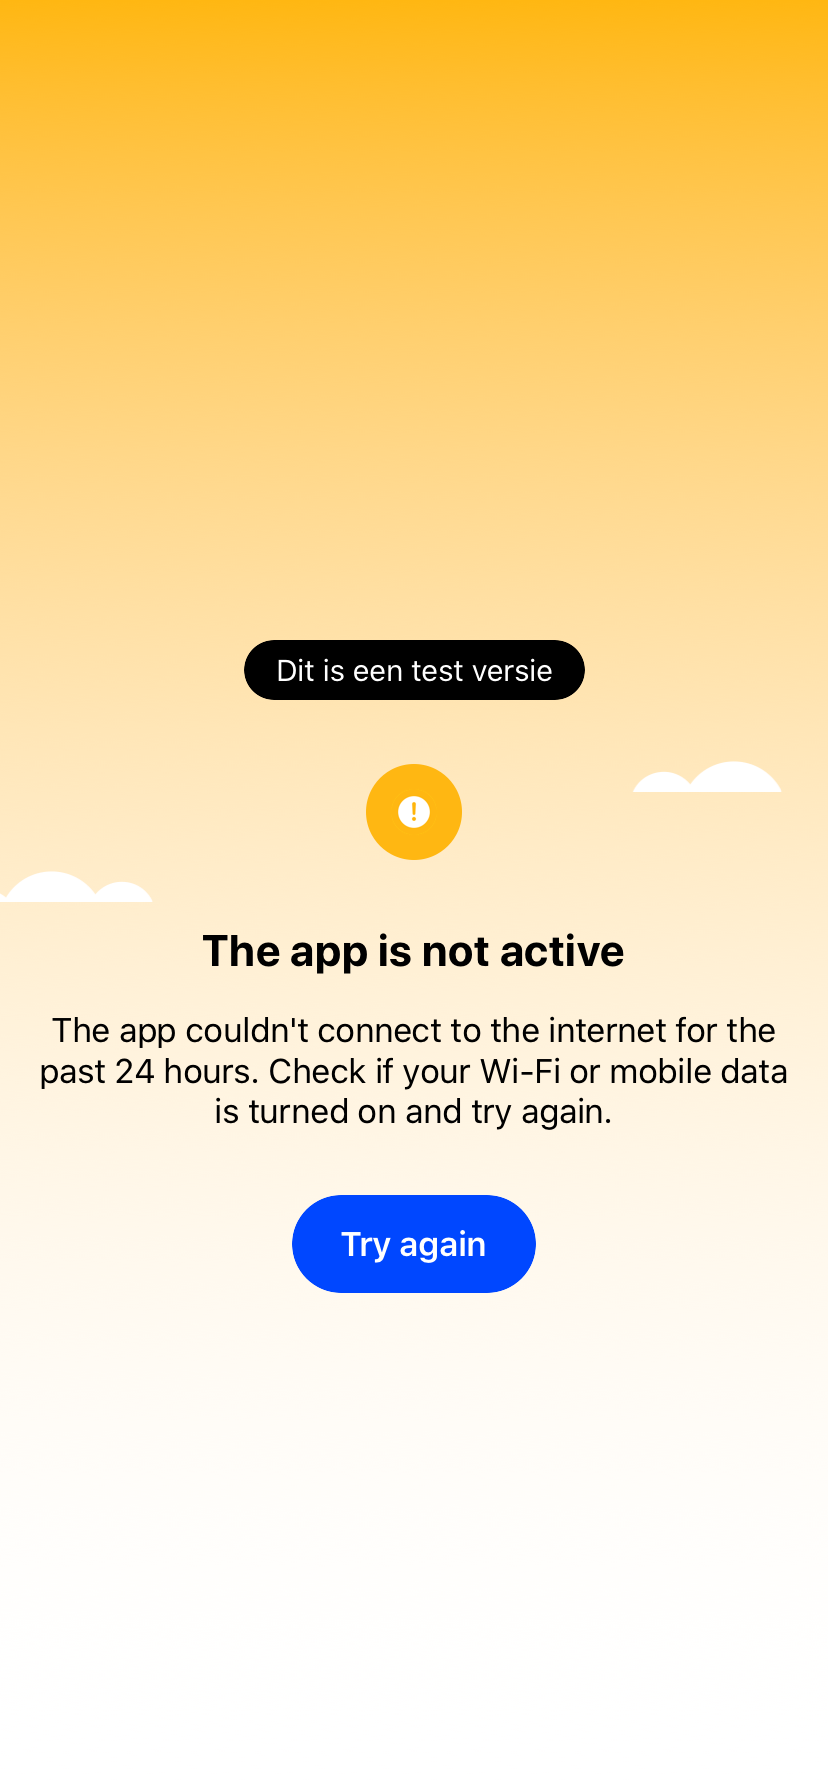 Dit is een test versie
The app is not active
The app couldn't connect to the internet for the
past 24 hours. Check if your Wi-Fi or mobile data
is turned on and try again.
Try again